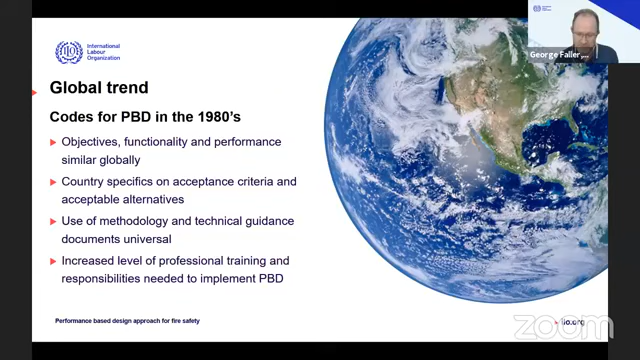 International
Labour
Organization
George Faller,...
Global trend
Codes for PBD in the 1980's
Objectives, functionality and performance
similar globally
Country specifics on acceptance criteria and
acceptable alternatives
Use of methodology and technical guidance
documents universal
Increased level of professional training and
responsibilities needed to implement PBD
Performance based design approach for fire safety
ilo.org
zoom